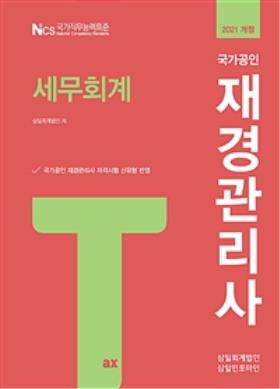 NCS 국가직무능력표준
National Competency Standards
2021 개정
국가공인
재경관리사
세무회계
삼일회계법인 저
✓ 국가공인 재경관리사 자격시험 신유형 반영
T
ax
삼일회계법인
삼일인포마인